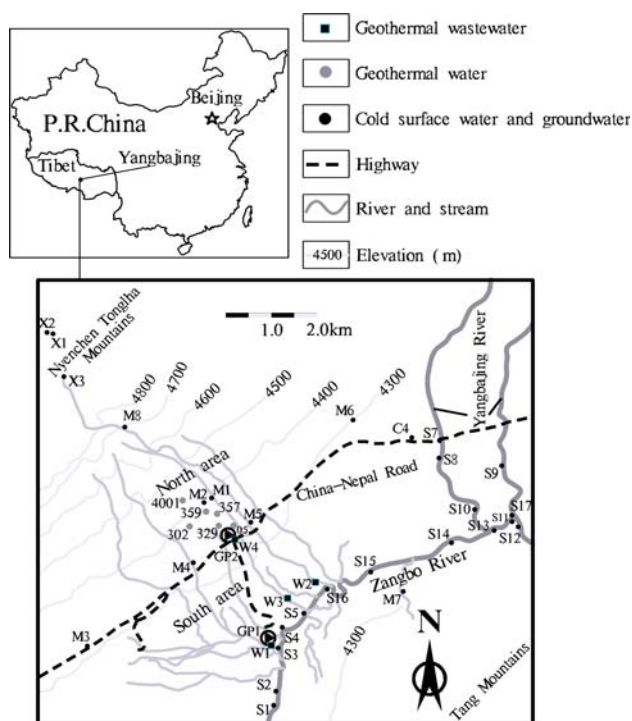 Geothermal wastewater
Geothermal water
Cold surface water and groundwater
Highway
River and stream
4500 Elevation (m)
Beijing
P.R.China
Tibet
Yangbajing
X2
X1
X3
Nyenchen Tonglha
Mountains
1.0 2.0km
4800
4700
4600
4500
4400
4300
M8
M6
C4
S7
S8
S9
Yangbajing River
North area
China-Nepal Road
4001
M2
M1
359
357
302
329
M5
GP2
W4
M4
S10
S11
S17
S13
S12
S14
S15
Zangbo River
South area
W2
W3
S16
M7
S5
GP1
S4
M3
W1
S3
4300
N
S2
S1
Tang Mountains